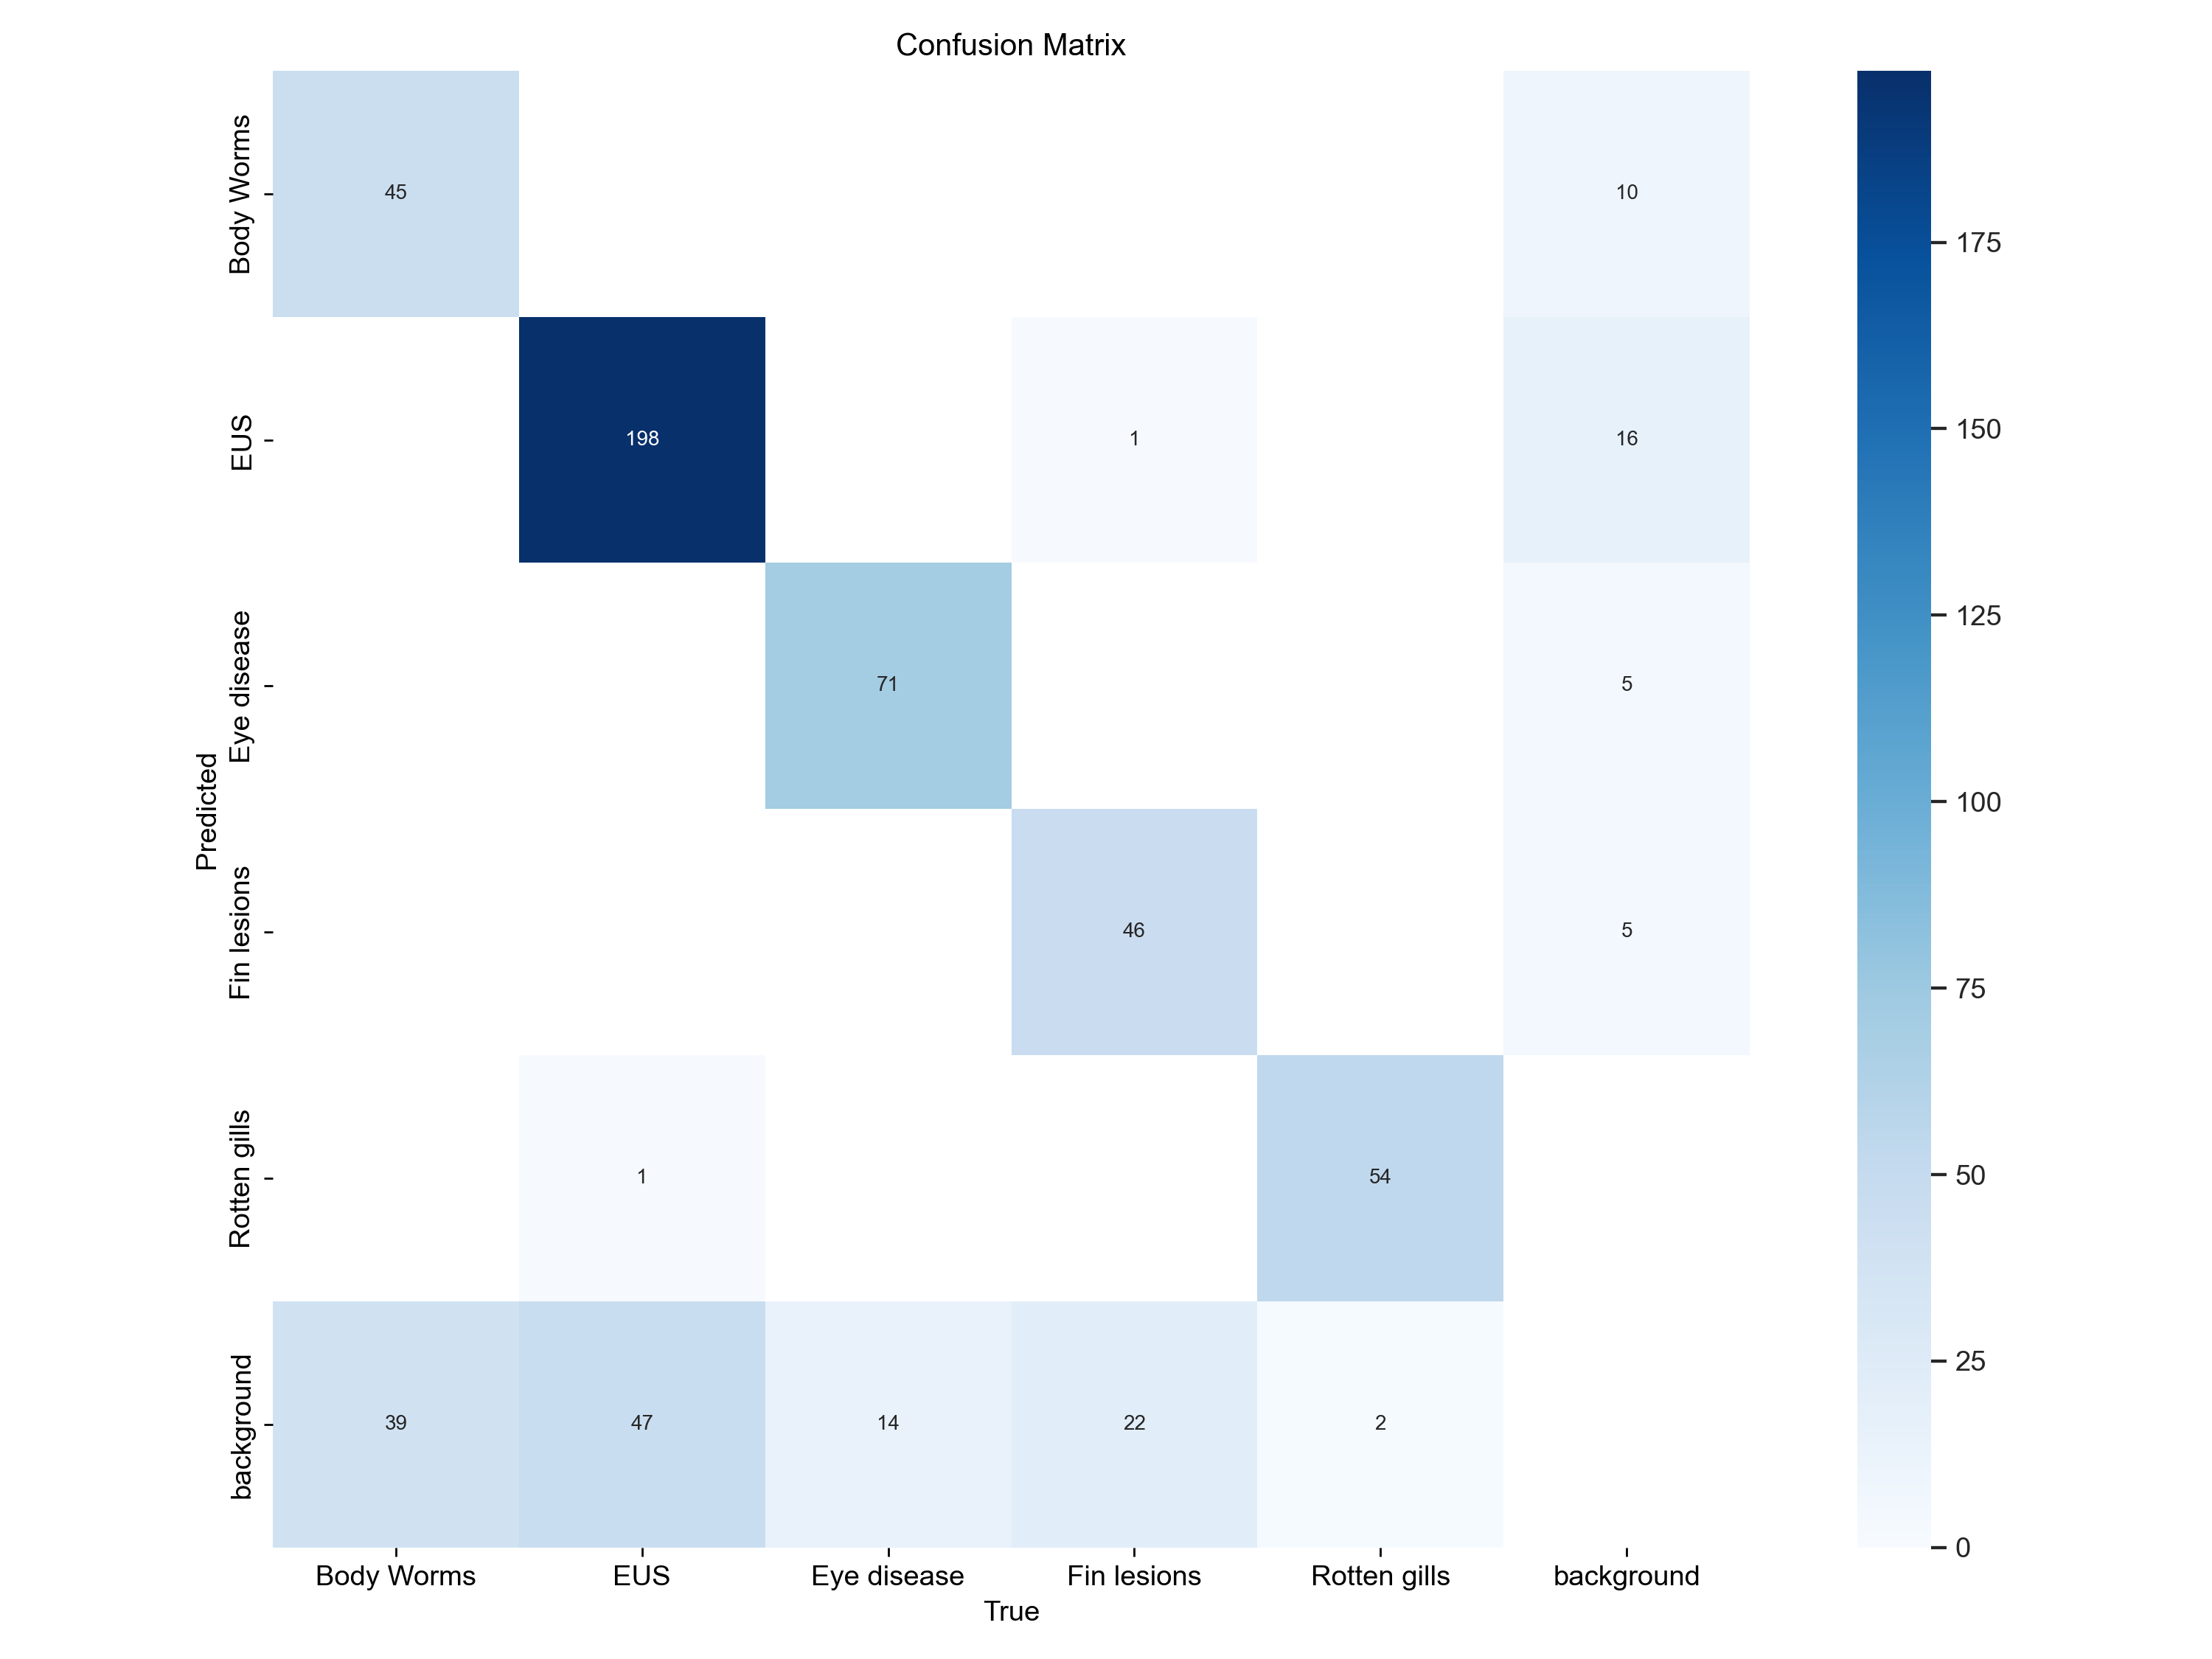 Confusion Matrix
Body Worms
45
10
175
EUS
198
1
16
150
125
Eye disease
71
5
100
Predicted
Fin lesions
46
5
75
Rotten gills
1
54
50
background
39
47
14
22
2
25
0
Body Worms
EUS
Eye disease
Fin lesions
Rotten gills
background
True